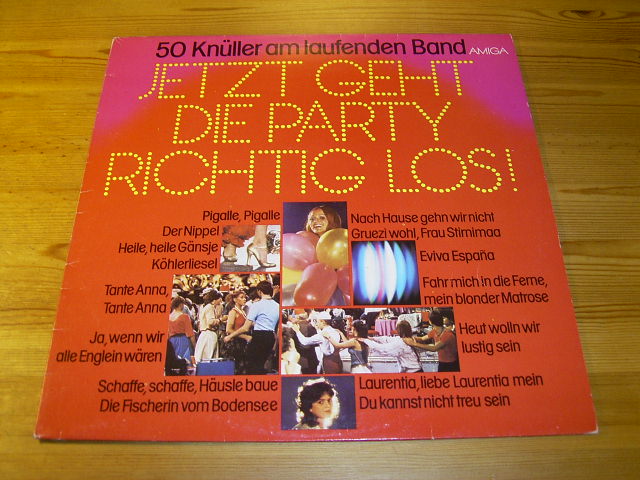 50 Knüller am laufenden Band AMIGA
JETZT GEHT
DIE PARTY
RICHTIG LOS!
Pigalle, Pigalle
Der Nippel
Heile, heile Gänsje
Köhlerliesel
Nach Hause gehn wir nicht
Gruezi wohl, Frau Stirnimaa
Eviva España
Tante Anna,
Tante Anna
Fahr mich in die Ferne,
mein blonder Matrose
Ja, wenn wir
alle Englein wären
Heut wolln wir
lustig sein
Schaffe, schaffe, Häusle baue
Die Fischerin vom Bodensee
Laurentia, liebe Laurentia mein
Du kannst nicht treu sein